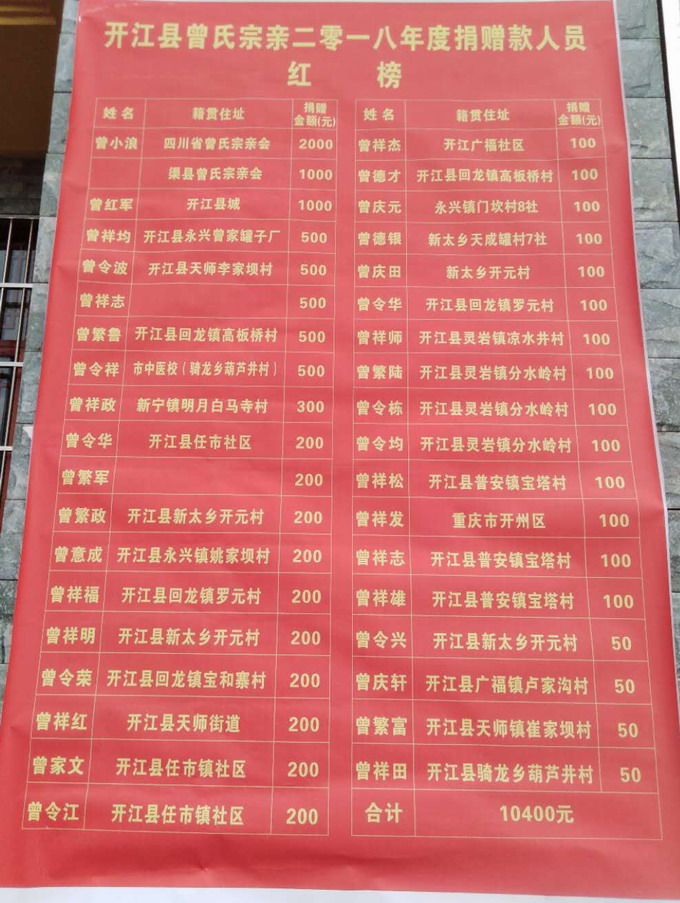 开江县曾氏宗亲二零一八年度捐赠款人员
红 榜
姓名 籍贯住址 捐赠金额(元)
曾小浪 四川省曾氏宗亲会 2000
渠县曾氏宗亲会 1000
曾红军 开江县城 1000
曾祥均 开江县永兴曾家罐子厂 500
曾令波 开江县天师李家坝村 500
曾祥志 500
曾繁鲁 开江县回龙镇高板桥村 500
曾令祥 市中医校(骑龙乡葫芦井村) 500
曾祥政 新宁镇明月白马寺村 300
曾令华 开江县任市社区 200
曾繁军 200
曾繁政 开江县新太乡开元村 200
曾意成 开江县永兴镇姚家坝村 200
曾祥福 开江县回龙镇罗元村 200
曾祥明 开江县新太乡开元村 200
曾令荣 开江县回龙镇宝和寨村 200
曾祥红 开江县天师街道 200
曾家文 开江县任市镇社区 200
曾令江 开江县任市镇社区 200
姓名 籍贯住址 捐赠金额(元)
曾祥杰 开江广福社区 100
曾德才 开江县回龙镇高板桥村 100
曾庆元 永兴镇门坎村8社 100
曾德银 新太乡天成罐村7社 100
曾庆田 新太乡开元村 100
曾令华 开江县回龙镇罗元村 100
曾祥师 开江县灵岩镇凉水井村 100
曾繁陆 开江县灵岩镇分水岭村 100
曾令栋 开江县灵岩镇分水岭村 100
曾令均 开江县灵岩镇分水岭村 100
曾祥松 开江县普安镇宝塔村 100
曾祥发 重庆市开州区 100
曾祥志 开江县普安镇宝塔村 100
曾祥雄 开江县普安镇宝塔村 100
曾令兴 开江县新太乡开元村 50
曾庆轩 开江县广福镇卢家沟村 50
曾繁富 开江县天师镇崔家坝村 50
曾祥田 开江县骑龙乡葫芦井村 50
合计 10400元